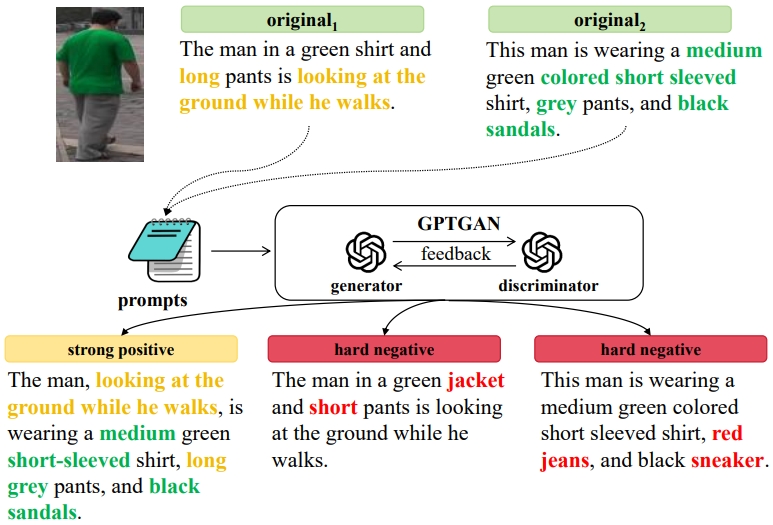 original1
The man in a green shirt and
long pants is looking at the
ground while he walks.
original2
This man is wearing a medium
green colored short sleeved
shirt, grey pants, and black
sandals.
prompts
GPTGAN
feedback
generator
discriminator
strong positive
The man, looking at the
ground while he walks, is
wearing a medium green
short-sleeved shirt, long
grey pants, and black
sandals.
hard negative
The man in a green jacket
and short pants is looking
at the ground while he
walks.
hard negative
This man is wearing a
medium green colored
short sleeved shirt, red
jeans, and black sneaker.